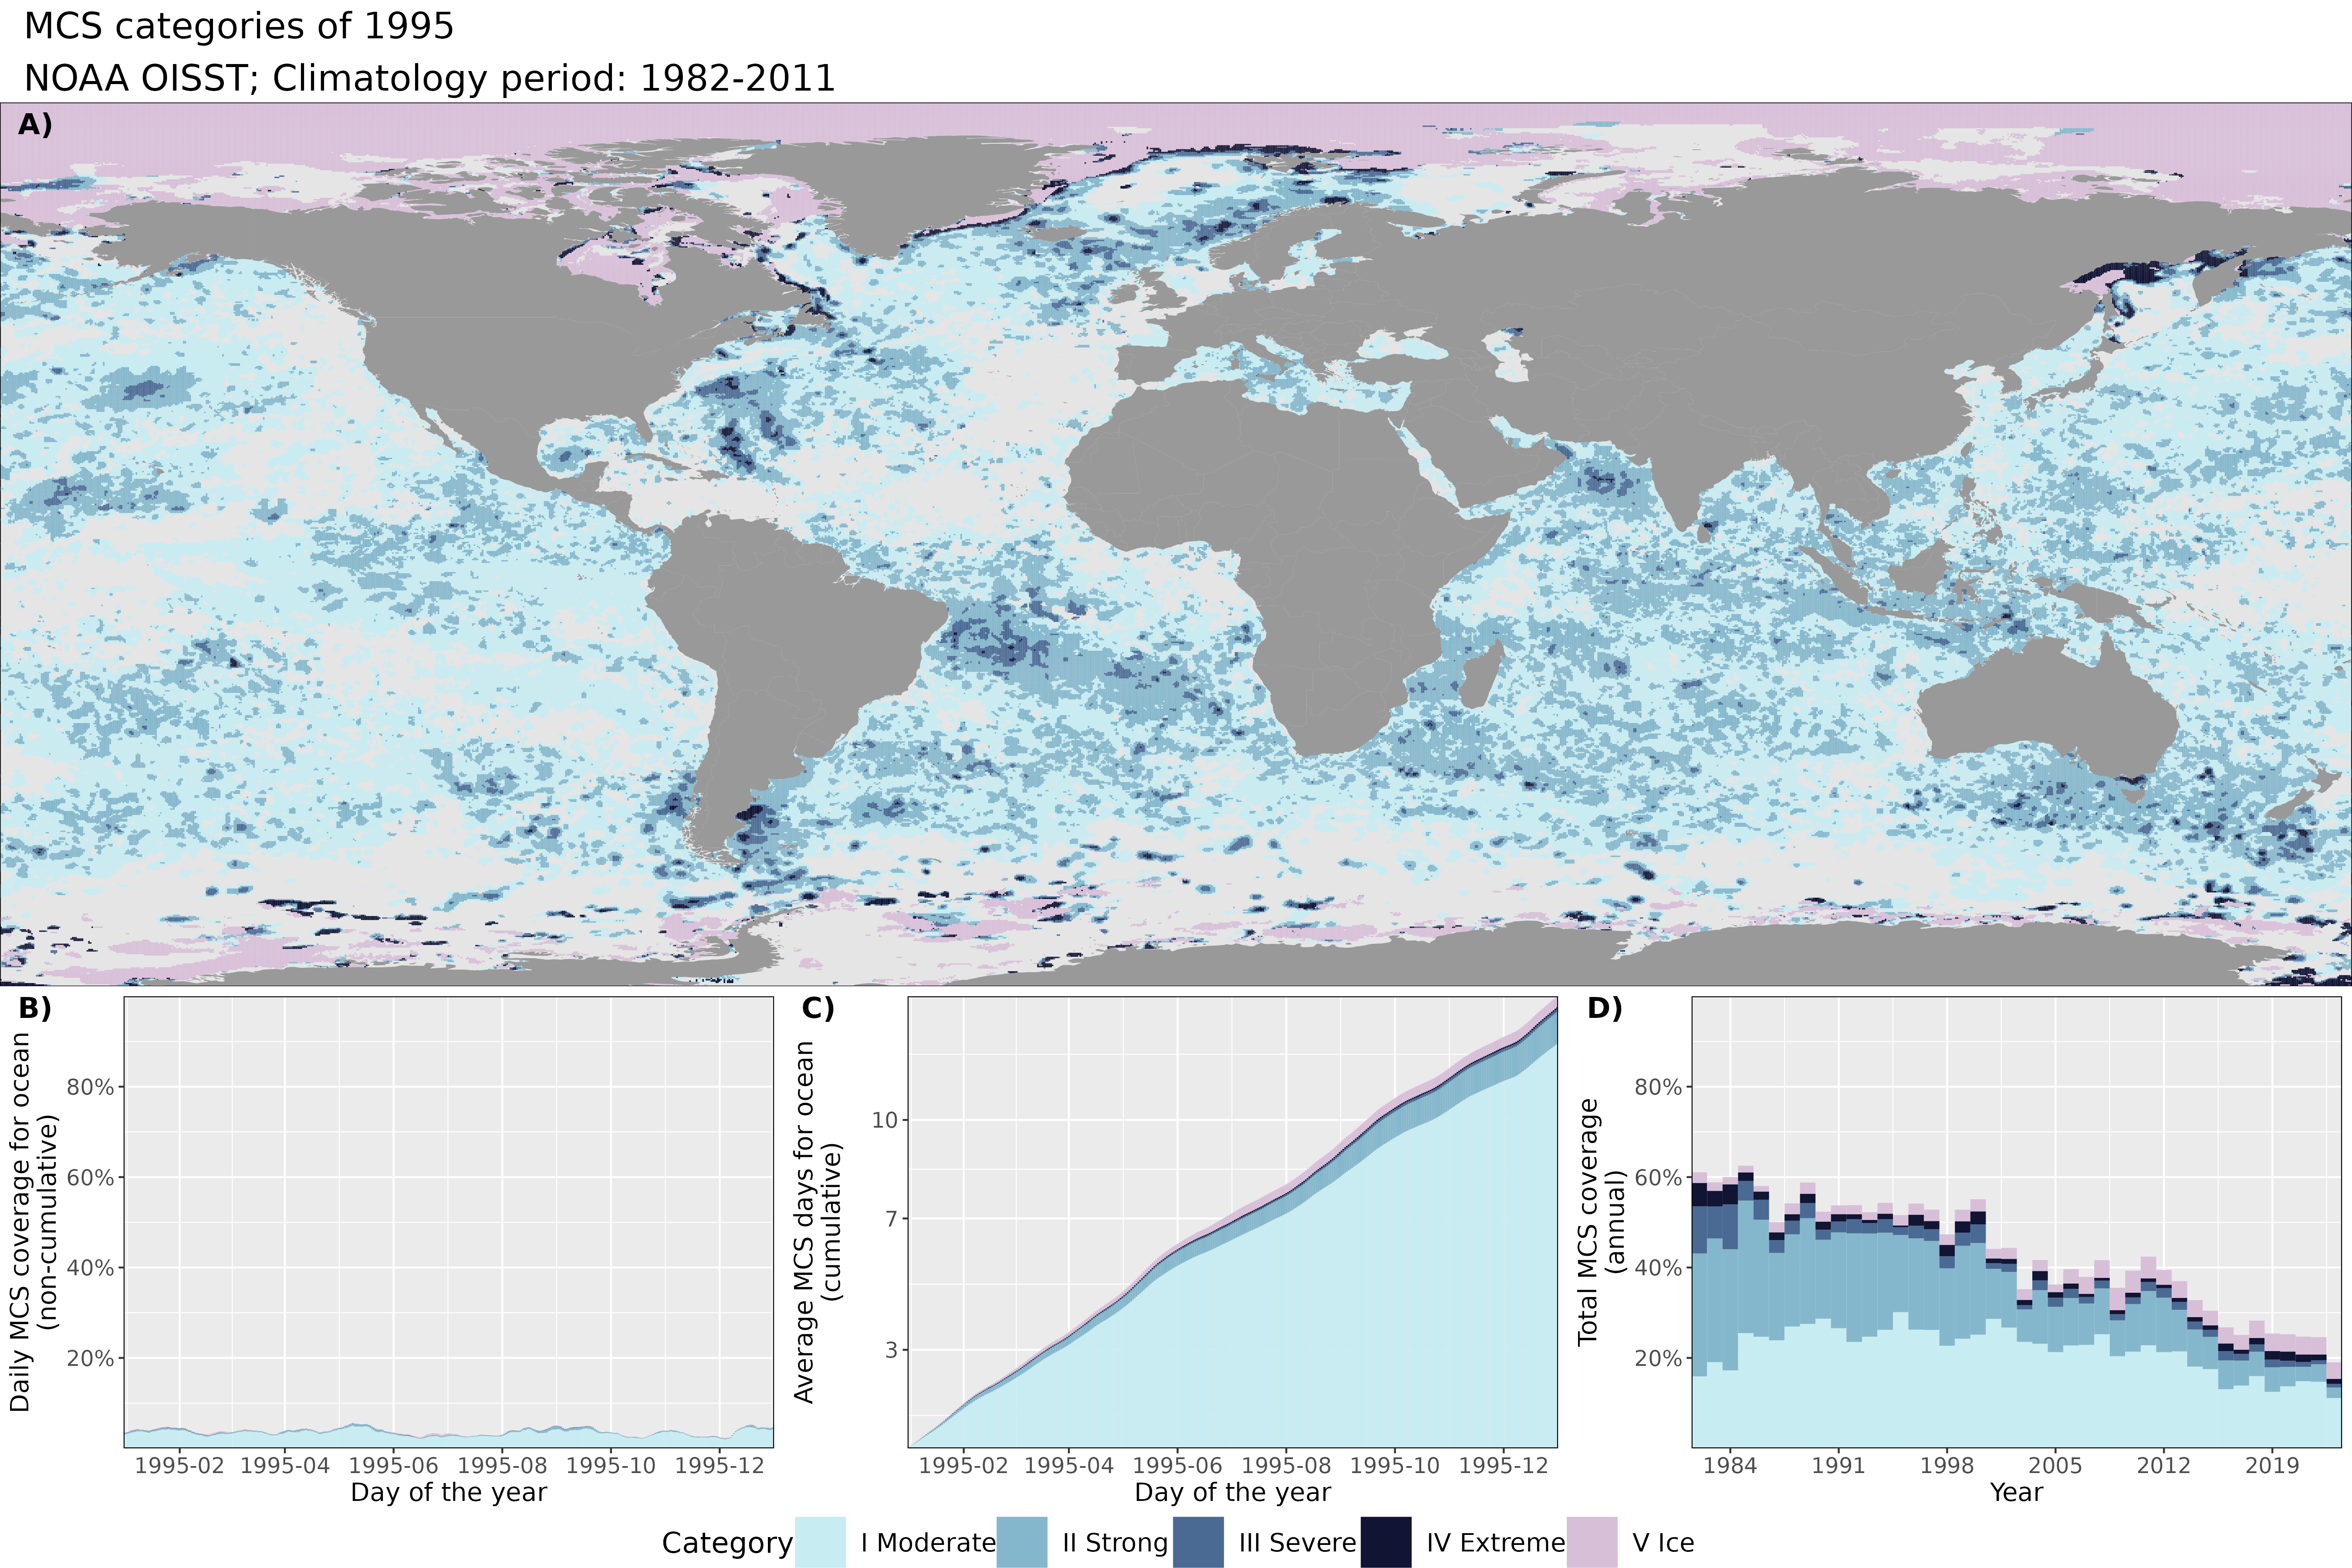 MCS categories of 1995
NOAA OISST; Climatology period: 1982-2011
A)
B)
Daily MCS coverage for ocean
(non-cumulative)
80%
60%
40%
20%
1995-02 1995-04 1995-06 1995-08 1995-10 1995-12
Day of the year
C)
Average MCS days for ocean
(cumulative)
10
7
3
1995-02 1995-04 1995-06 1995-08 1995-10 1995-12
Day of the year
D)
Total MCS coverage
(annual)
80%
60%
40%
20%
1984 1991 1998 2005 2012 2019
Year
Category I Moderate II Strong III Severe IV Extreme V Ice